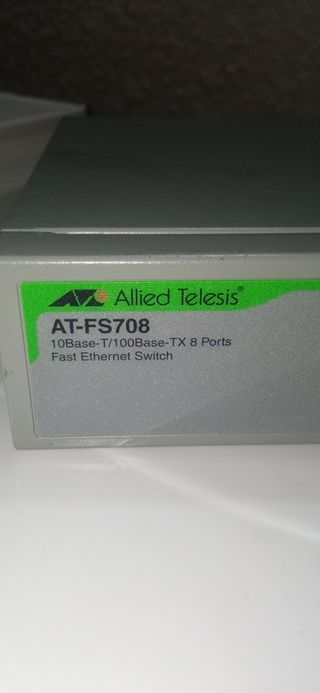 Allied Telesis®
AT-FS708
10Base-T/100Base-TX 8 Ports
Fast Ethernet Switch